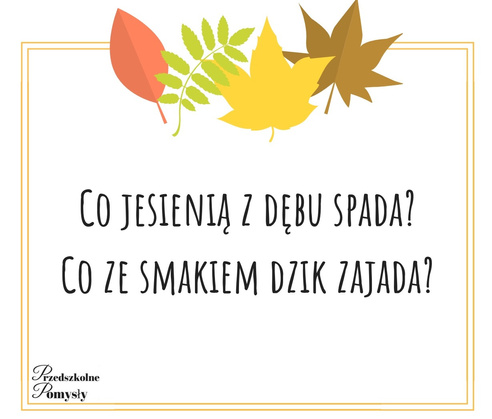 Co jesienią z dębu spada?
Co ze smakiem dzik zajada?
Przedszkolne
Pomysły